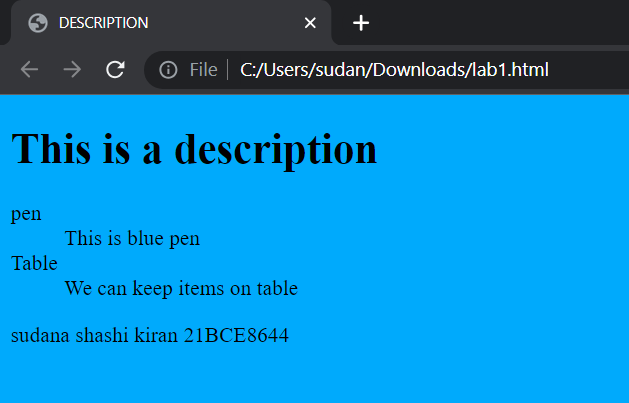 DESCRIPTION
File C:/Users/sudan/Downloads/lab1.html
This is a description
pen
This is blue pen
Table
We can keep items on table
sudana shashi kiran 21BCE8644